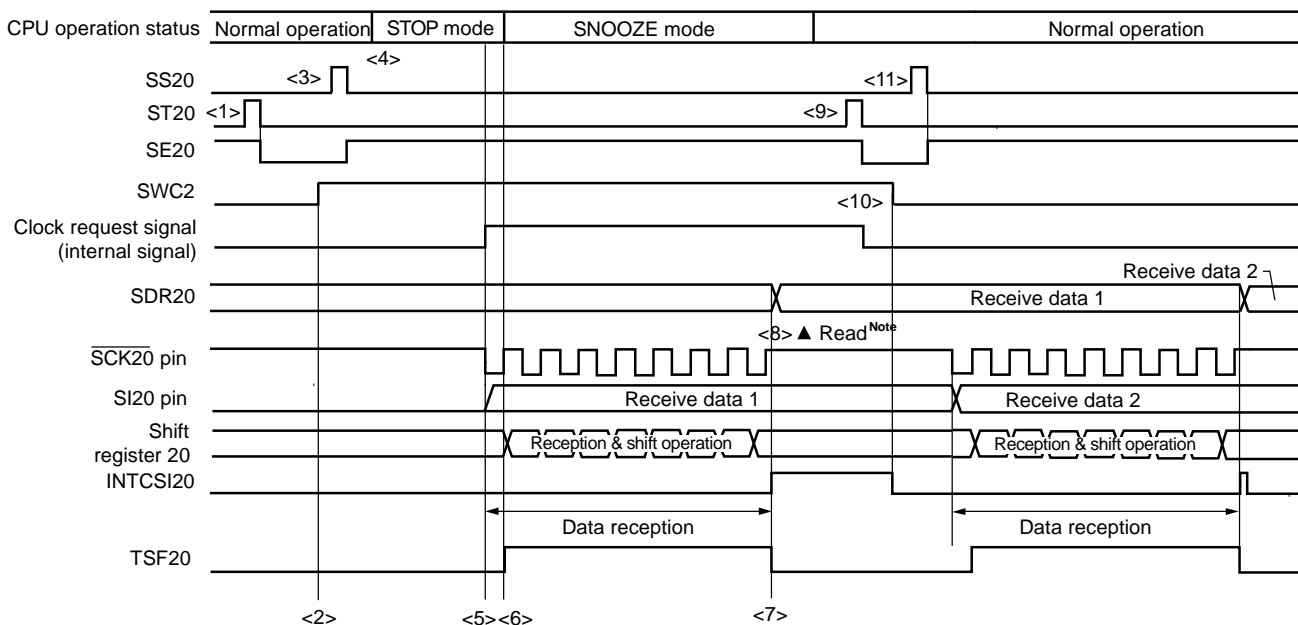 CPU operation status Normal operation STOP mode SNOOZE mode Normal operation
<4>
SS20 <3> <11>
ST20 <1> <9>
SE20
SWC2
<10>
Clock request signal
(internal signal)
Receive data 2
SDR20 Receive data 1
<8> ▲ Read Note
SCK20 pin
SI20 pin Receive data 1 Receive data 2
Shift
register 20 Reception & shift operation Reception & shift operation
INTCSI20
Data reception Data reception
TSF20
<2> <5> <6> <7>